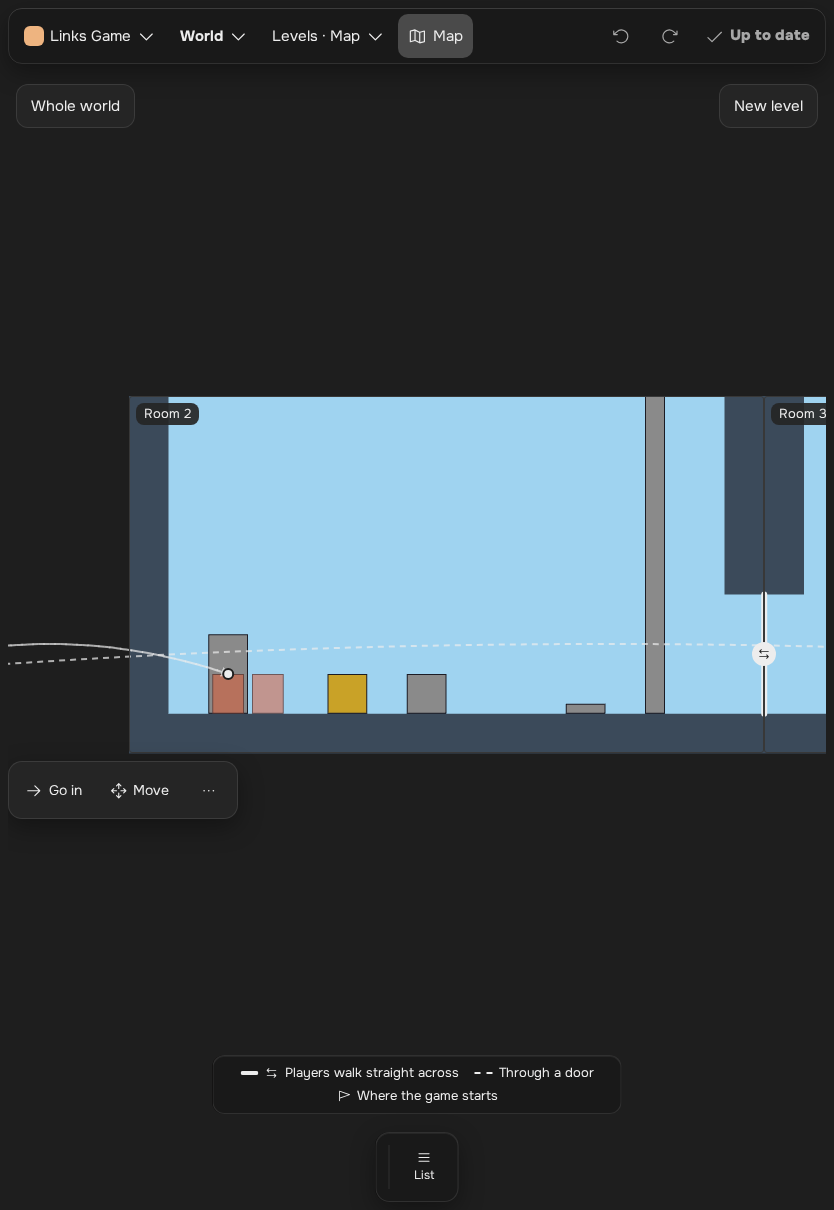 Links Game World Levels · Map Map Up to date
Whole world New level
Room 2 Room 3
Go in Move ...
Players walk straight across Through a door
Where the game starts
List